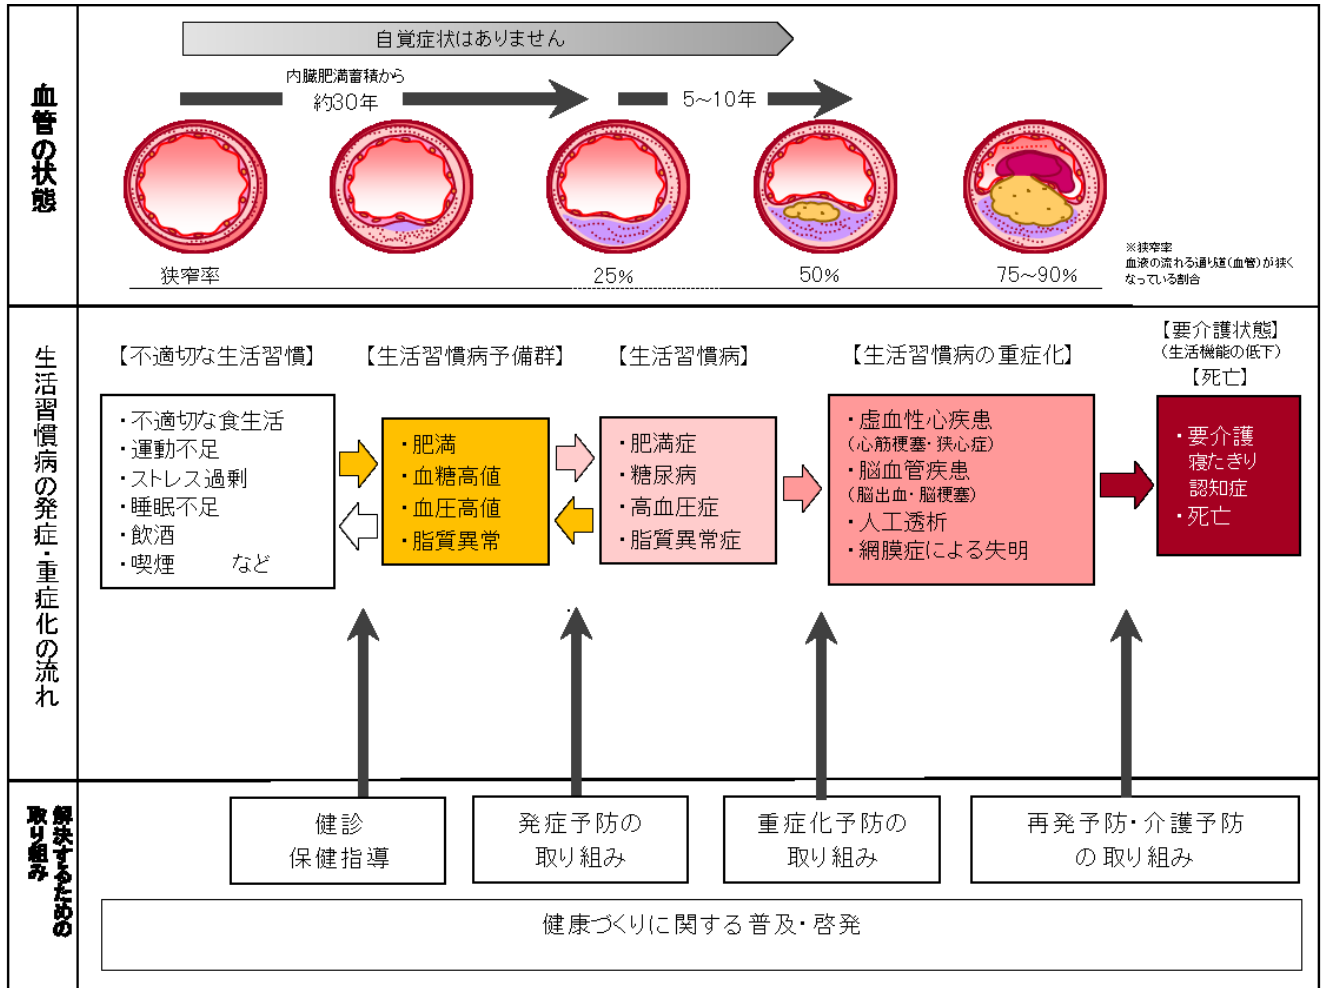 血管の状態
自覚症状はありません
内臓肥満蓄積から
約30年
5～10年
狭窄率
25%
50%
75～90%
※狭窄率
血液の流れる通り道(血管)が狭く
なっている割合
生活習慣病の発症・重症化の流れ
【不適切な生活習慣】
・不適切な食生活
・運動不足
・ストレス過剰
・睡眠不足
・飲酒
・喫煙　　など
【生活習慣病予備群】
・肥満
・血糖高値
・血圧高値
・脂質異常
【生活習慣病】
・肥満症
・糖尿病
・高血圧症
・脂質異常症
【生活習慣病の重症化】
・虚血性心疾患
(心筋梗塞・狭心症)
・脳血管疾患
(脳出血・脳梗塞)
・人工透析
・網膜症による失明
【要介護状態】
(生活機能の低下)
【死亡】
・要介護
寝たきり
認知症
・死亡
解決するための
取り組み
健診
保健指導
発症予防の
取り組み
重症化予防の
取り組み
再発予防・介護予防
の取り組み
健康づくりに関する普及・啓発